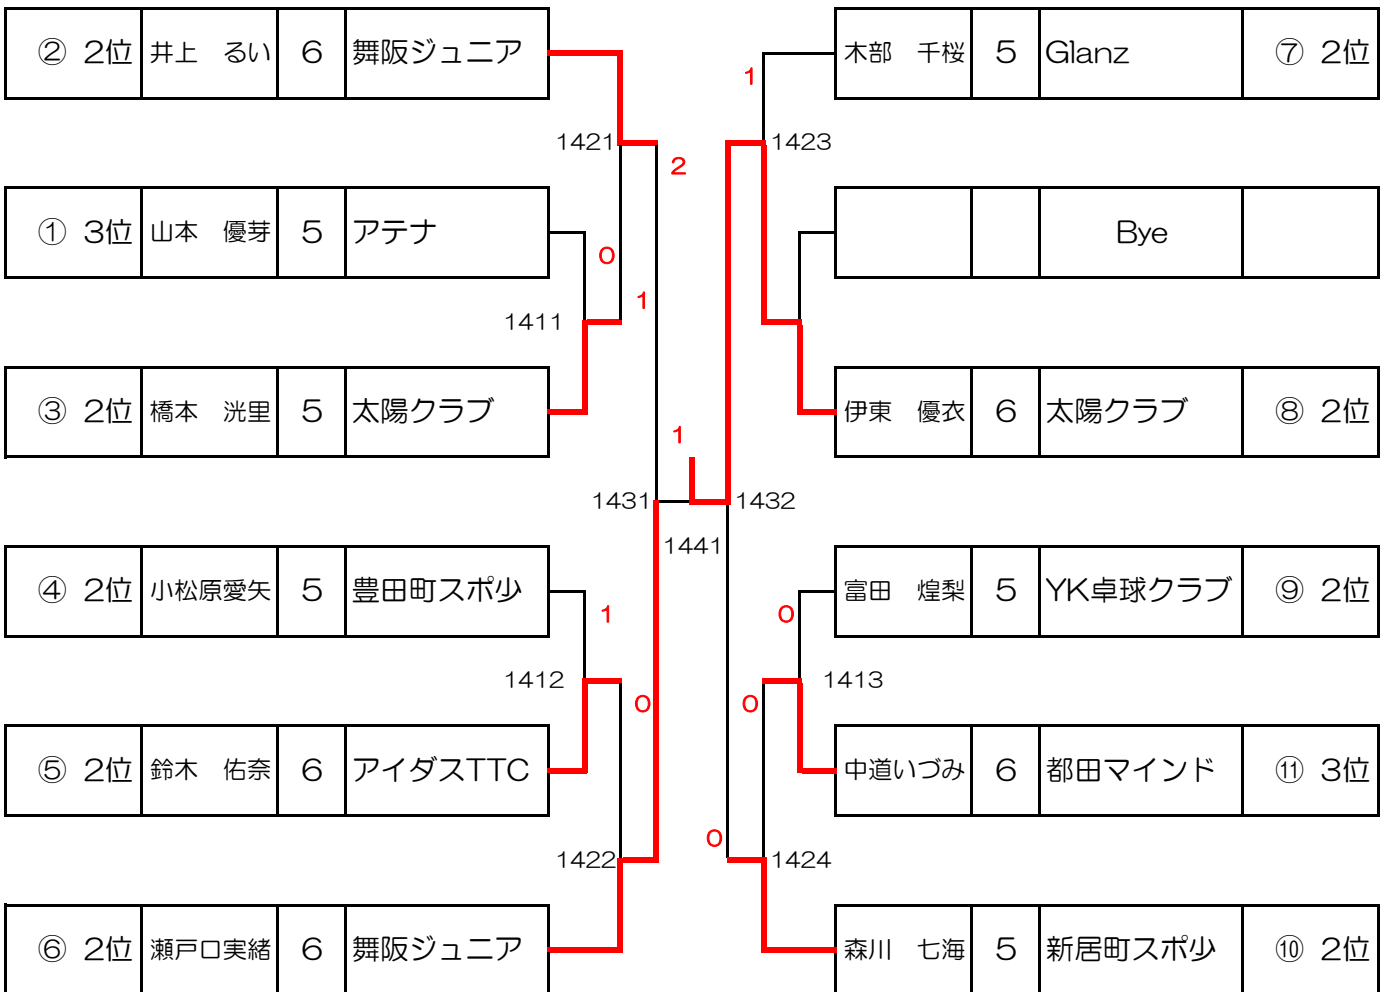 ② 2位 井上 るい 6 舞阪ジュニア 木部 千桜 5 Glanz ⑦ 2位
1
1421 1423
2
① 3位 山本 優芽 5 アテナ Bye
0
1
1411
③ 2位 橋本 洸里 5 太陽クラブ 伊東 優衣 6 太陽クラブ ⑧ 2位
1
1431 1432
1441
④ 2位 小松原愛矢 5 豊田町スポ少 富田 煌梨 5 YK卓球クラブ ⑨ 2位
1 0
1412 1413
0 0
⑤ 2位 鈴木 佑奈 6 アイダスTTC 中道いづみ 6 都田マインド ⑪ 3位
0
1422 1424
⑥ 2位 瀬戸口実緒 6 舞阪ジュニア 森川 七海 5 新居町スポ少 ⑩ 2位